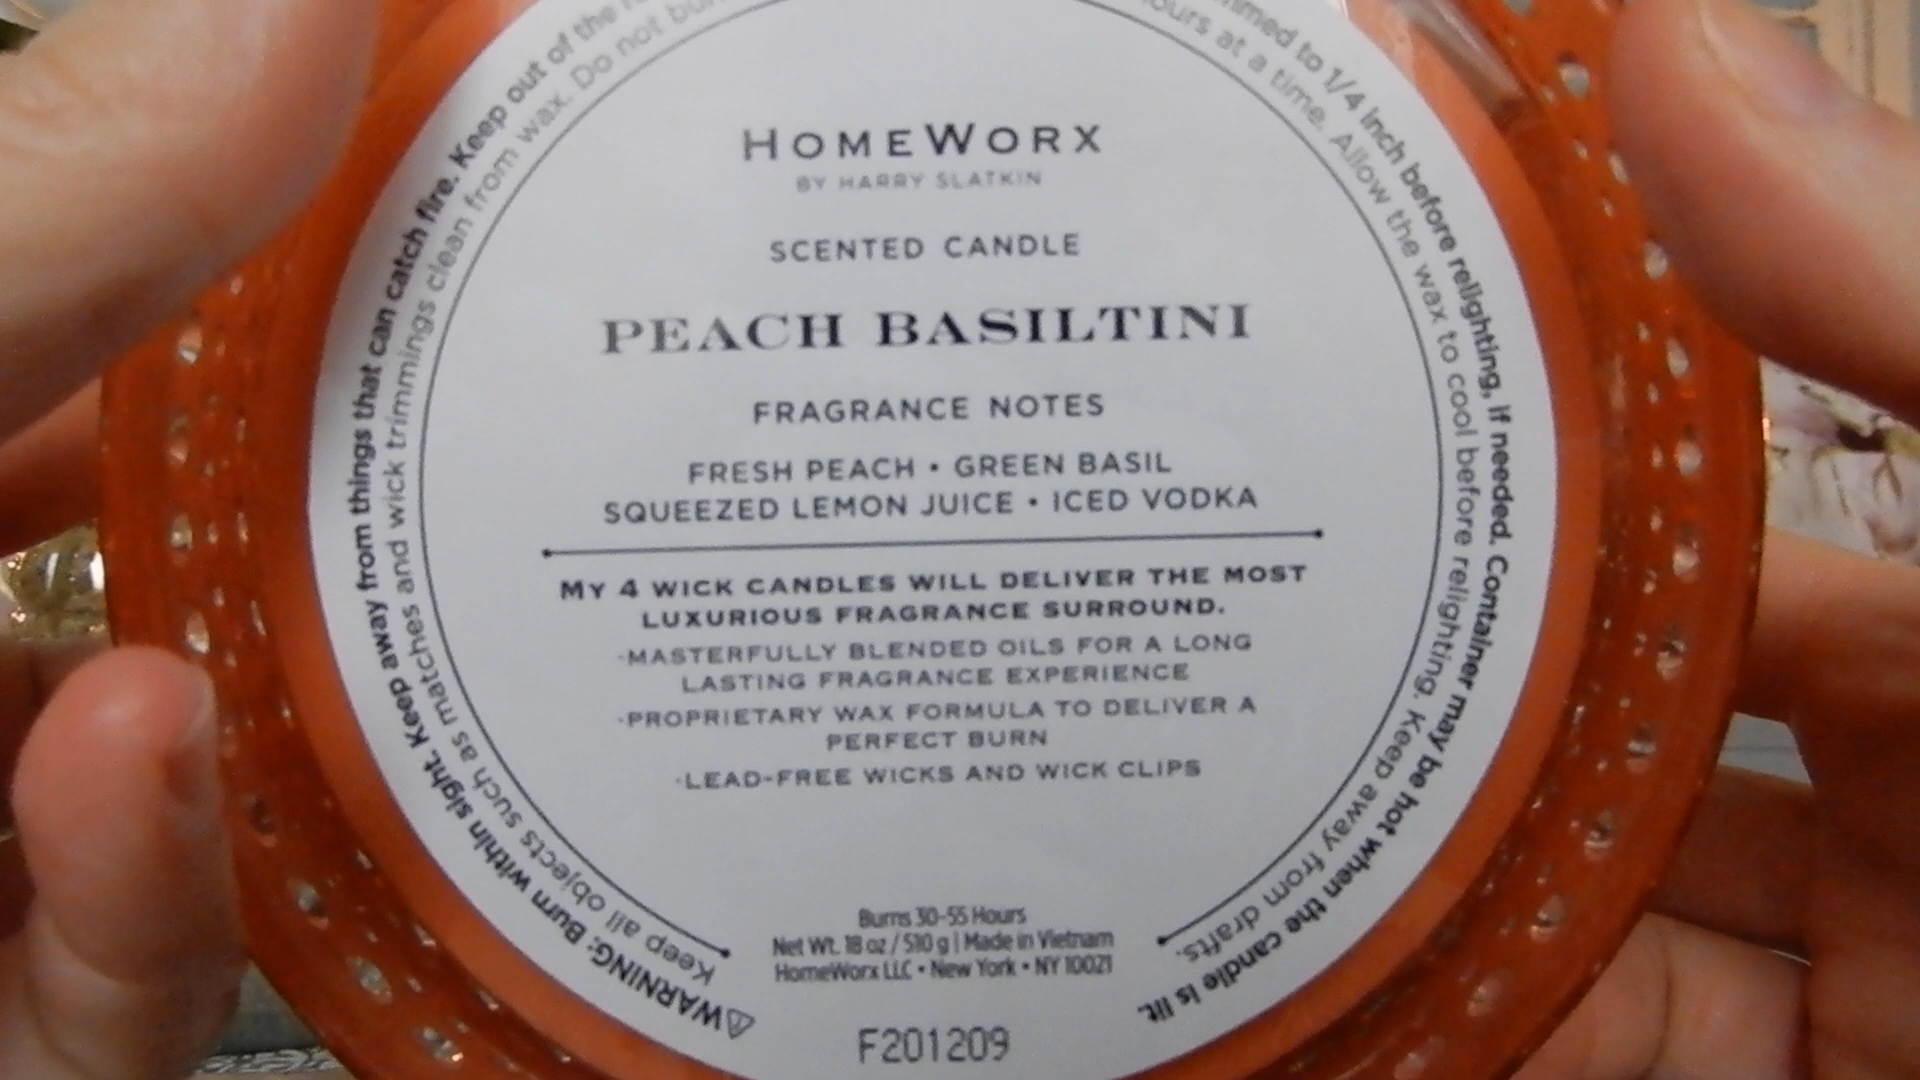 HOMEWORX
BY HARRY SLATKIN
SCENTED CANDLE
PEACH BASILTINI
FRAGRANCE NOTES
FRESH PEACH • GREEN BASIL
SQUEEZED LEMON JUICE • ICED VODKA
MY 4 WICK CANDLES WILL DELIVER THE MOST
LUXURIOUS FRAGRANCE SURROUND.
·MASTERFULLY BLENDED OILS FOR A LONG
LASTING FRAGRANCE EXPERIENCE
·PROPRIETARY WAX FORMULA TO DELIVER A
PERFECT BURN
·LEAD-FREE WICKS AND WICK CLIPS
Burns 30-55 Hours
Net Wt. 18 oz / 510 g | Made in Vietnam
HomeWorx LLC • New York • NY 10021
F201209
⚠WARNING: Burn within sight. Keep away from things that can catch fire. Keep out of the
to 1/4 inch before relighting, if needed. Container may be hot when the candle is lit.
Keep all objects such as matches and wick trimmings clean from wax. Do not
hours at a time. Allow the wax to cool before relighting. Keep away from drafts.